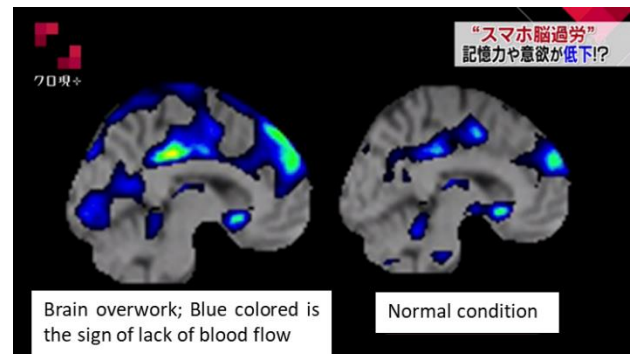 “スマホ脳過労”
記憶力や意欲が低下!?
クロ現+
Brain overwork; Blue colored is
the sign of lack of blood flow
Normal condition